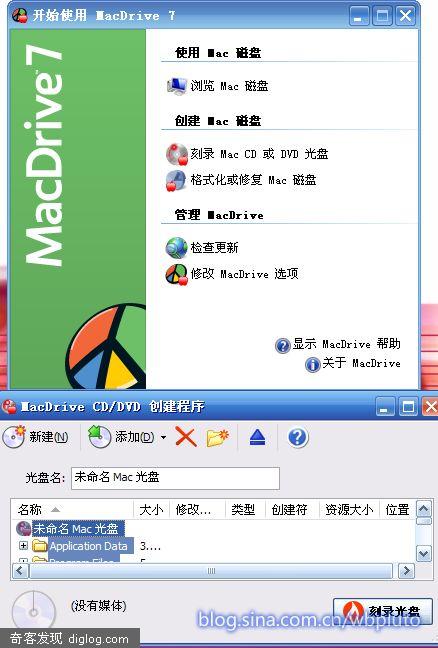 开始使用 MacDrive 7
MacDrive 7
使用 Mac 磁盘
浏览 Mac 磁盘
创建 Mac 磁盘
刻录 Mac CD 或 DVD 光盘
格式化或修复 Mac 磁盘
管理 MacDrive
检查更新
修改 MacDrive 选项
显示 MacDrive 帮助
关于 MacDrive
MacDrive CD/DVD 创建程序
新建(N) 添加(D)
光盘名: 未命名 Mac 光盘
名称 大小 修改... 类型 创建符 资源大小 位置
未命名 Mac 光盘
Application Data 3....
Program Files
(没有媒体)
刻录光盘
blog.sina.com.cn/wbpluto
奇客发现 diglog.com